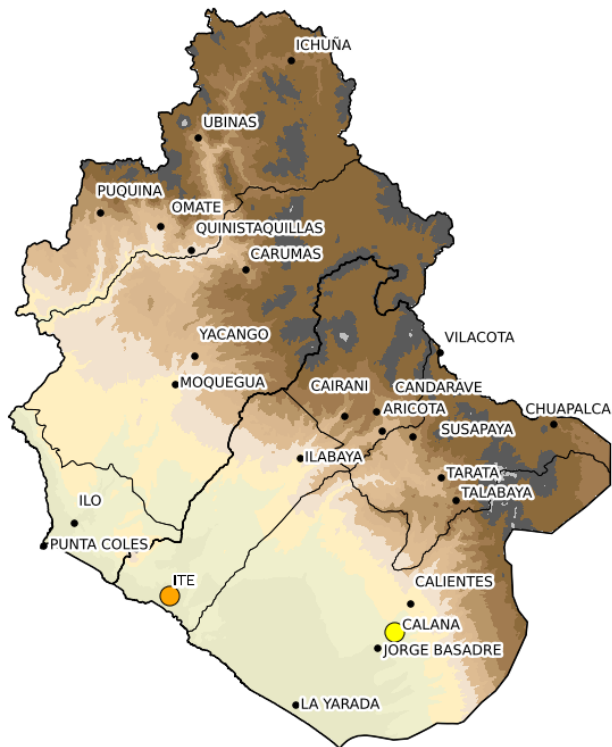 ICHUÑA
UBINAS
PUQUINA
OMATE
QUINISTAQUILLAS
CARUMAS
YACANGO
VILACOTA
MOQUEGUA
CAIRANI
CANDARAVE
ARICOTA
CHUAPALCA
SUSAPAYA
ILABAYA
TARATA
TALABAYA
ILO
PUNTA COLES
ITE
CALIENTES
CALANA
JORGE BASADRE
LA YARADA